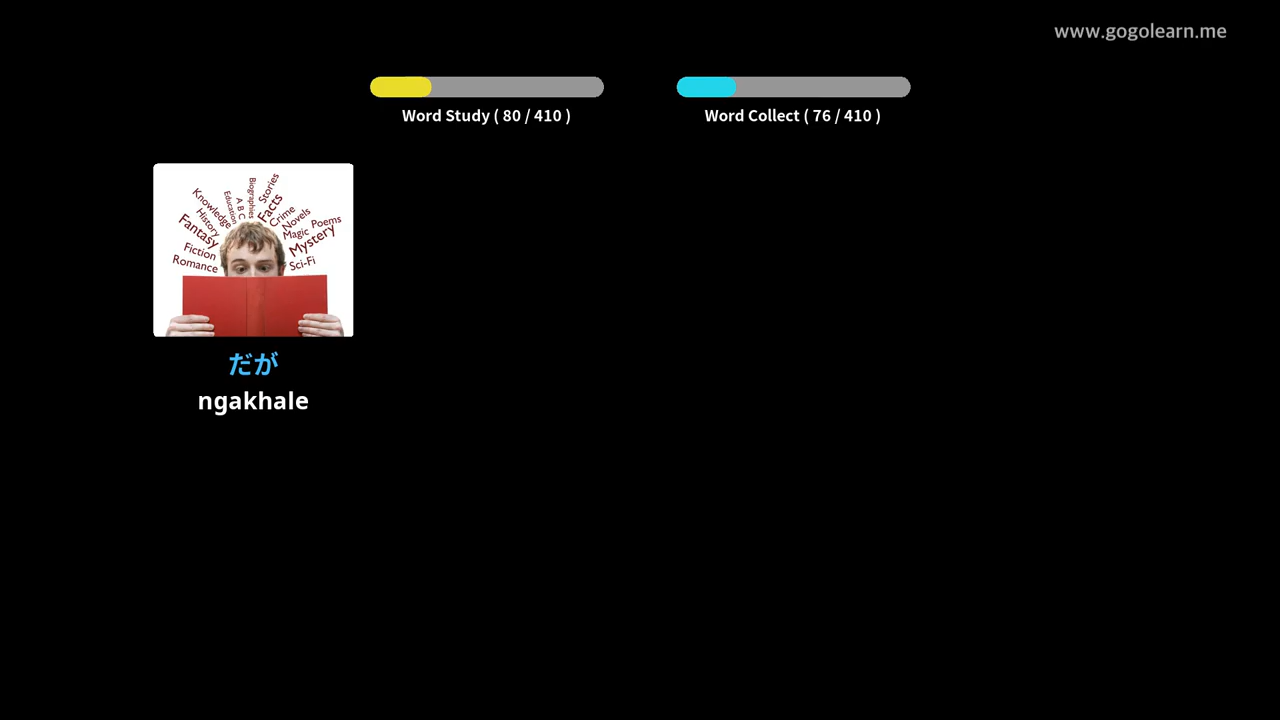 www.gogolearn.me
Word Study ( 80 / 410 )
Word Collect ( 76 / 410 )
Biographies
Stories
Education
A B C
Facts
Knowledge
Crime
History
Novels
Fantasy
Magic
Poems
Mystery
Fiction
Romance
Sci-Fi
だが
ngakhale